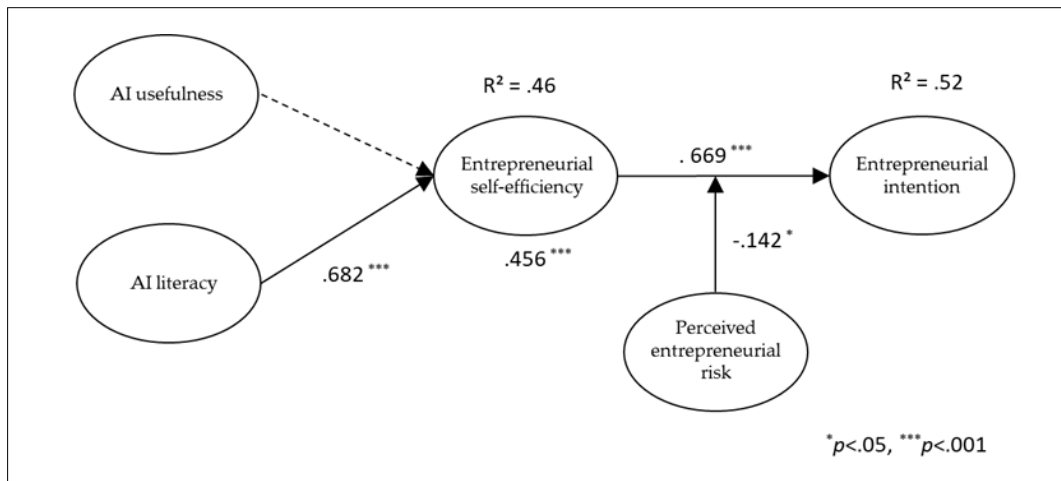 AI usefulness
R² = .46
R² = .52
Entrepreneurial
self-efficiency
. 669 ***
Entrepreneurial
intention
AI literacy
.682 ***
.456 ***
-.142 *
Perceived
entrepreneurial
risk
*p<.05, ***p<.001